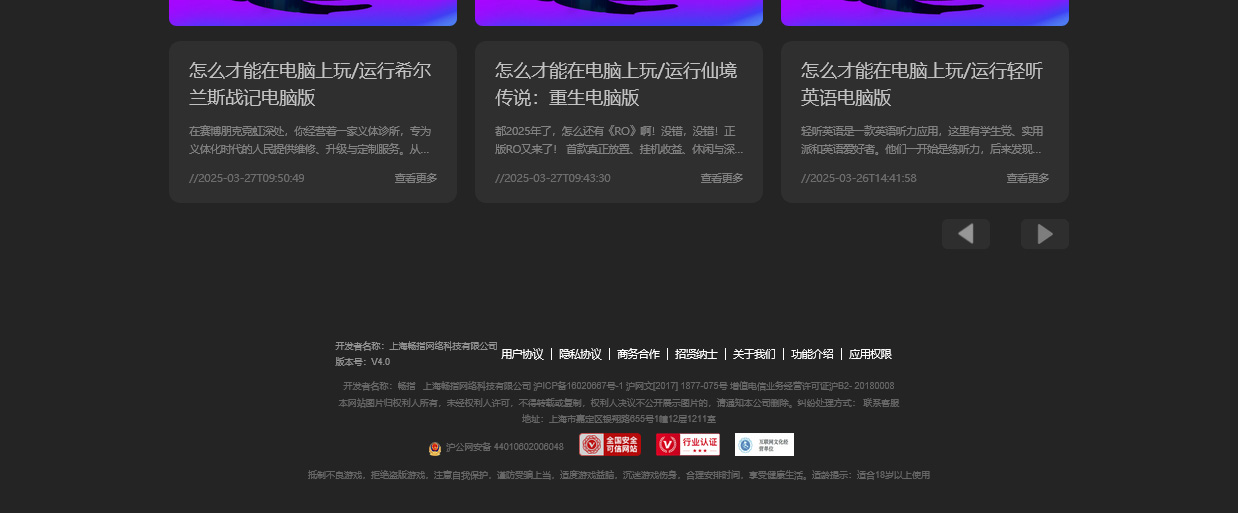 怎么才能在电脑上玩/运行希尔
兰斯战记电脑版
在赛博朋克霓虹深处，你经营着一家义体诊所，专为
义体化时代的人民提供维修、升级与定制服务。从...
//2025-03-27T09:50:49
查看更多
怎么才能在电脑上玩/运行仙境
传说：重生电脑版
都2025年了，怎么还有《RO》啊！没错，没错！正
版RO又来了！ 首款真正放置、挂机收益、休闲与深...
//2025-03-27T09:43:30
查看更多
怎么才能在电脑上玩/运行轻听
英语电脑版
轻听英语是一款英语听力应用，这里有学生党、实用
派和英语爱好者。他们一开始是练听力，后来发现...
//2025-03-26T14:41:58
查看更多
开发者名称：上海畅指网络科技有限公司
版本号：V4.0
用户协议 | 隐私协议 | 商务合作 | 招贤纳士 | 关于我们 | 功能介绍 | 应用权限
开发者名称：畅指 上海畅指网络科技有限公司 沪ICP备16020667号-1 沪网文[2017] 1877-075号 增值电信业务经营许可证沪B2- 20180008
本网站图片归权利人所有，未经权利人许可，不得转载或复制，权利人决议不公开展示图片的，请通知本公司删除。纠纷处理方式： 联系客服
地址：上海市嘉定区银翔路655号1幢12层1211室
沪公网安备 44010602006048
全国安全
可信网站
行业认证
互联网文化经
营单位
抵制不良游戏，拒绝盗版游戏，注意自我保护，谨防受骗上当，适度游戏益脑，沉迷游戏伤身，合理安排时间，享受健康生活。适龄提示：适合18岁以上使用